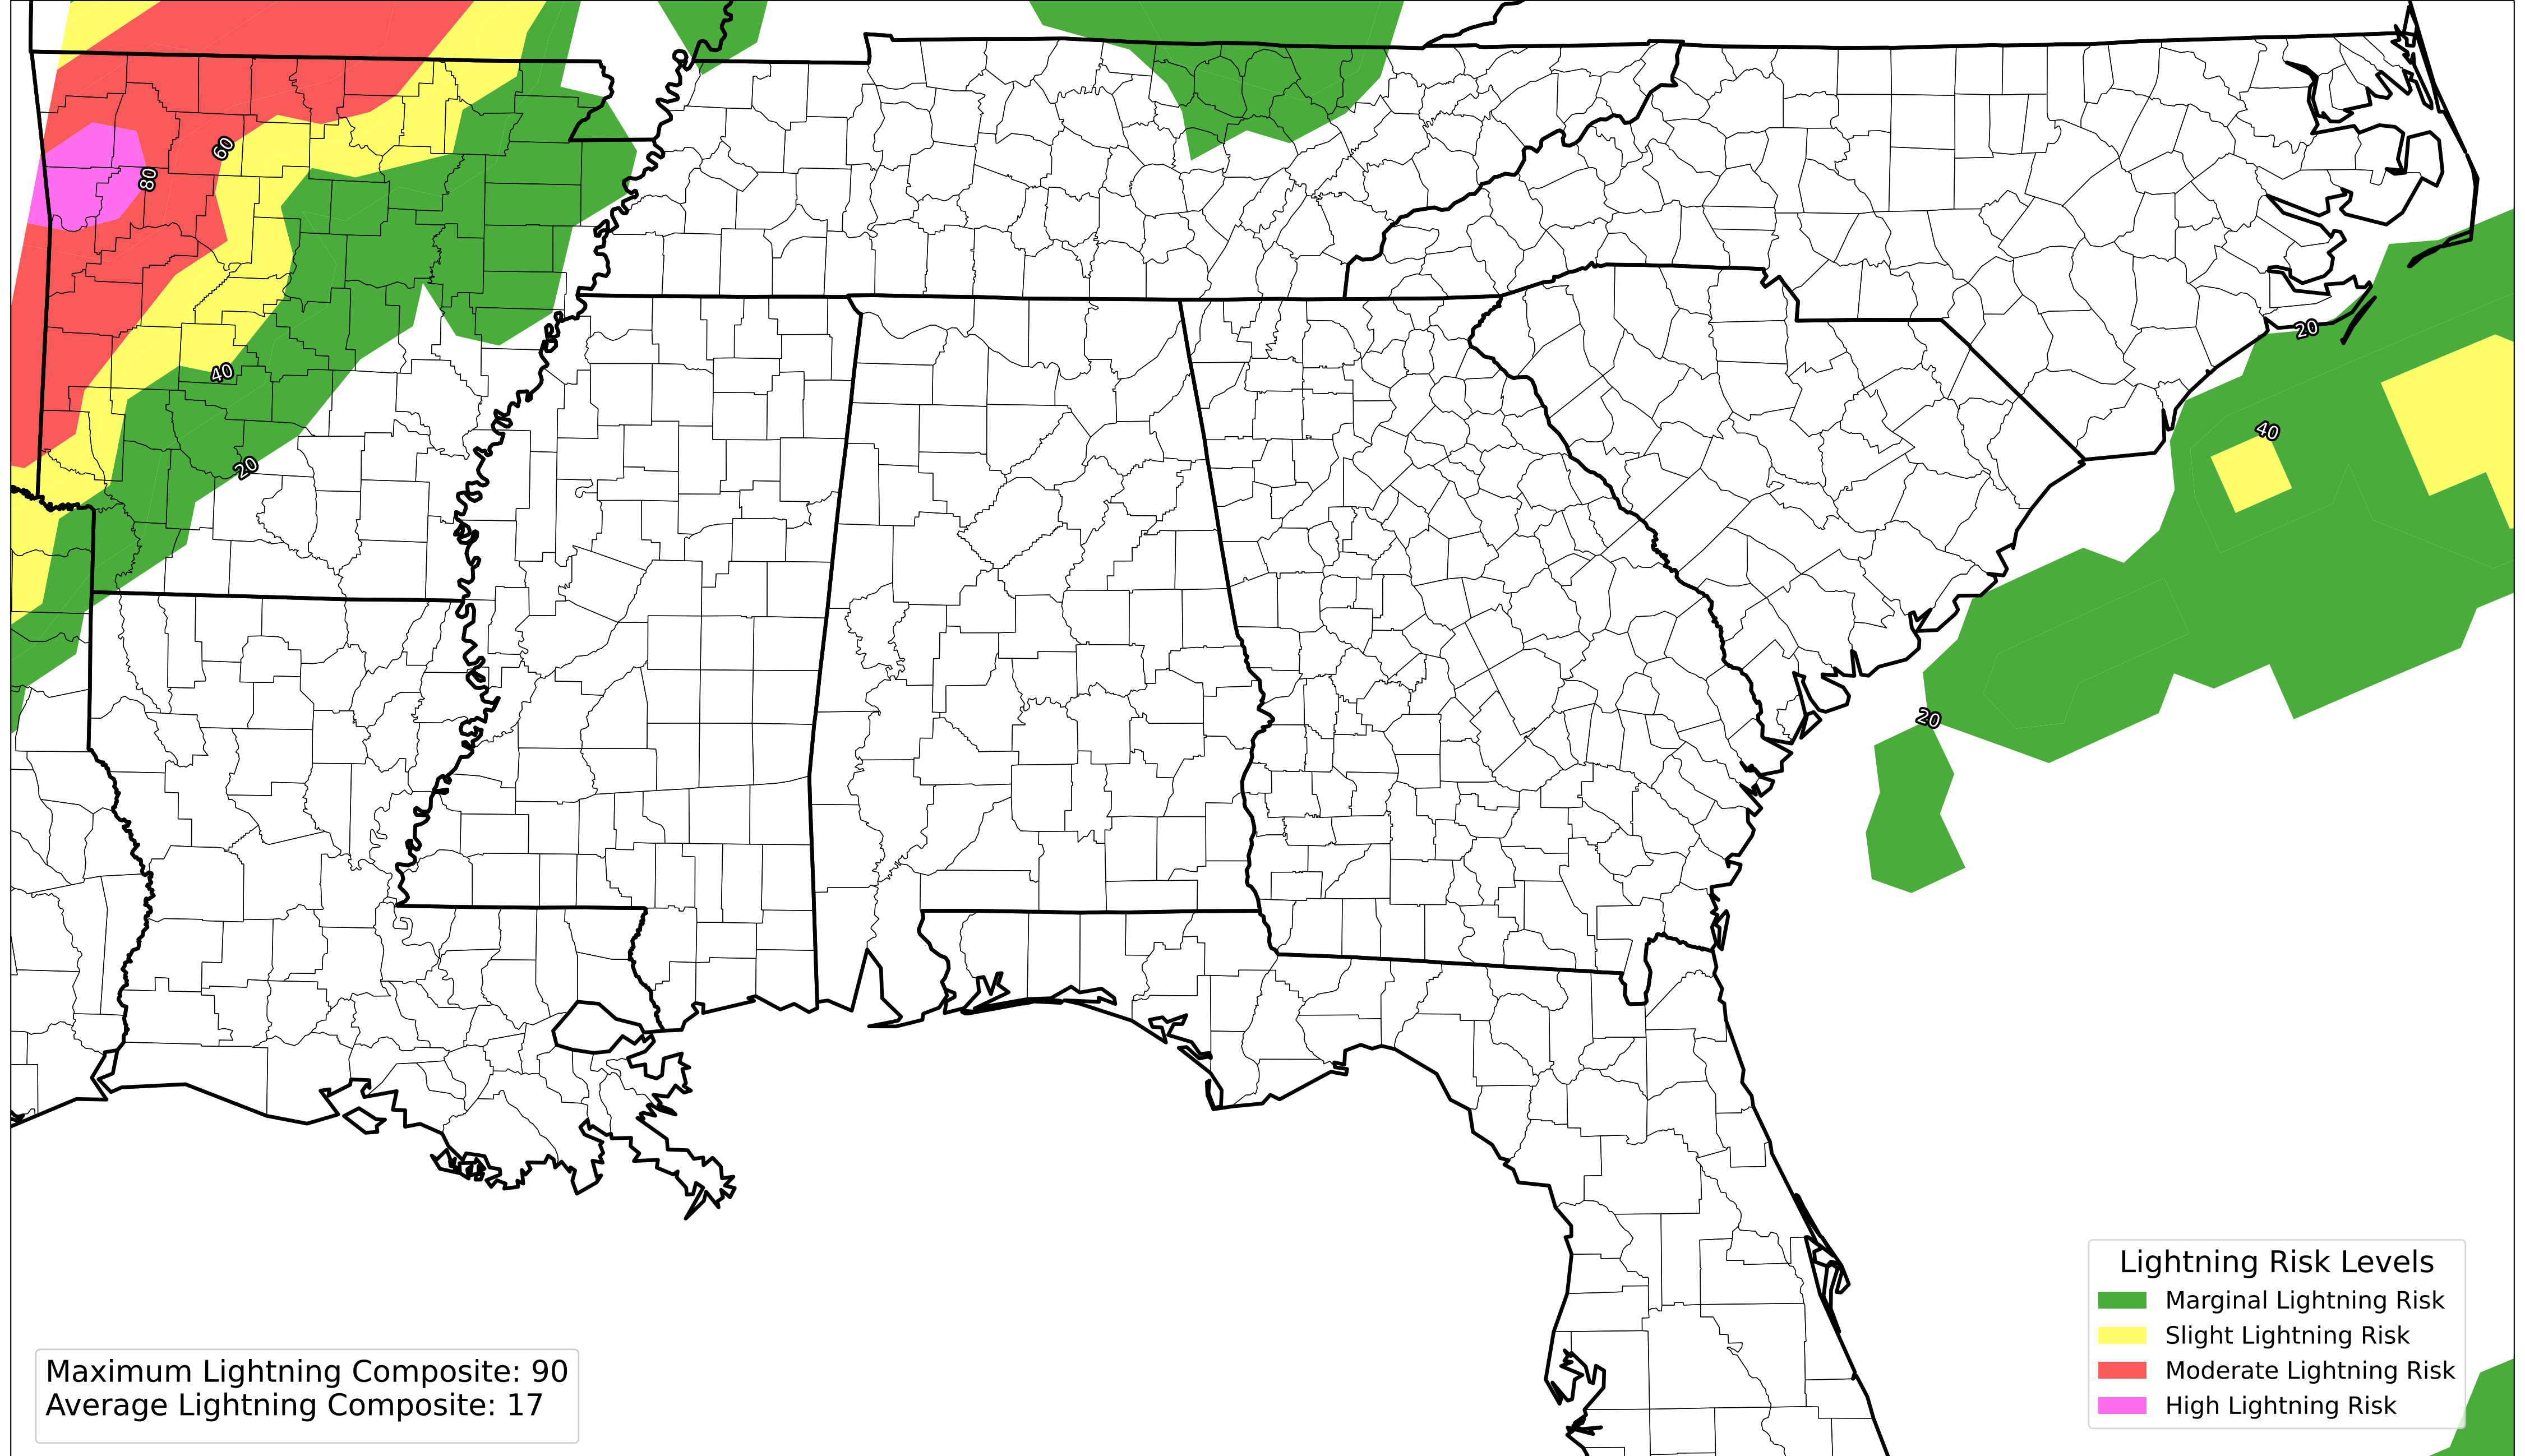 60
80
20
40
40
20
20
Lightning Risk Levels
Marginal Lightning Risk
Slight Lightning Risk
Moderate Lightning Risk
High Lightning Risk
Maximum Lightning Composite: 90
Average Lightning Composite: 17